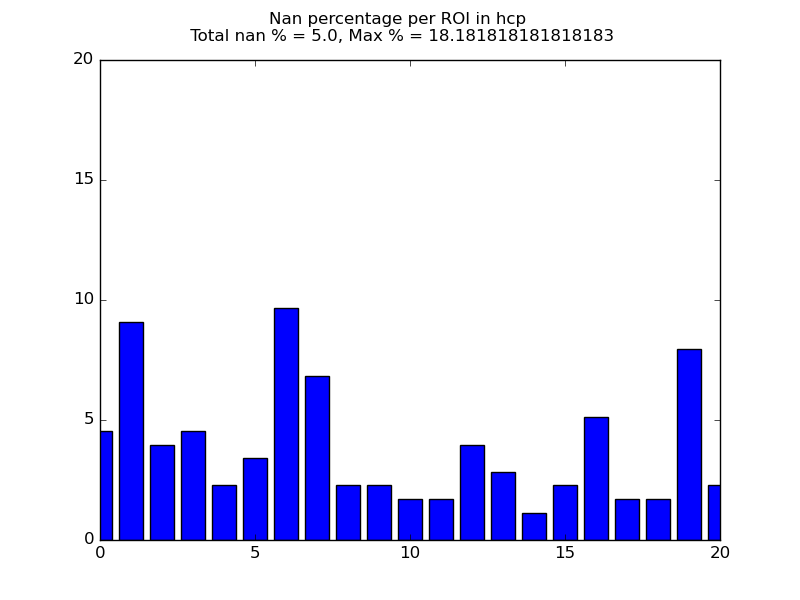 Nan percentage per ROI in hcp
Total nan % = 5.0, Max % = 18.181818181818183
20
15
10
5
0
0 5 10 15 20